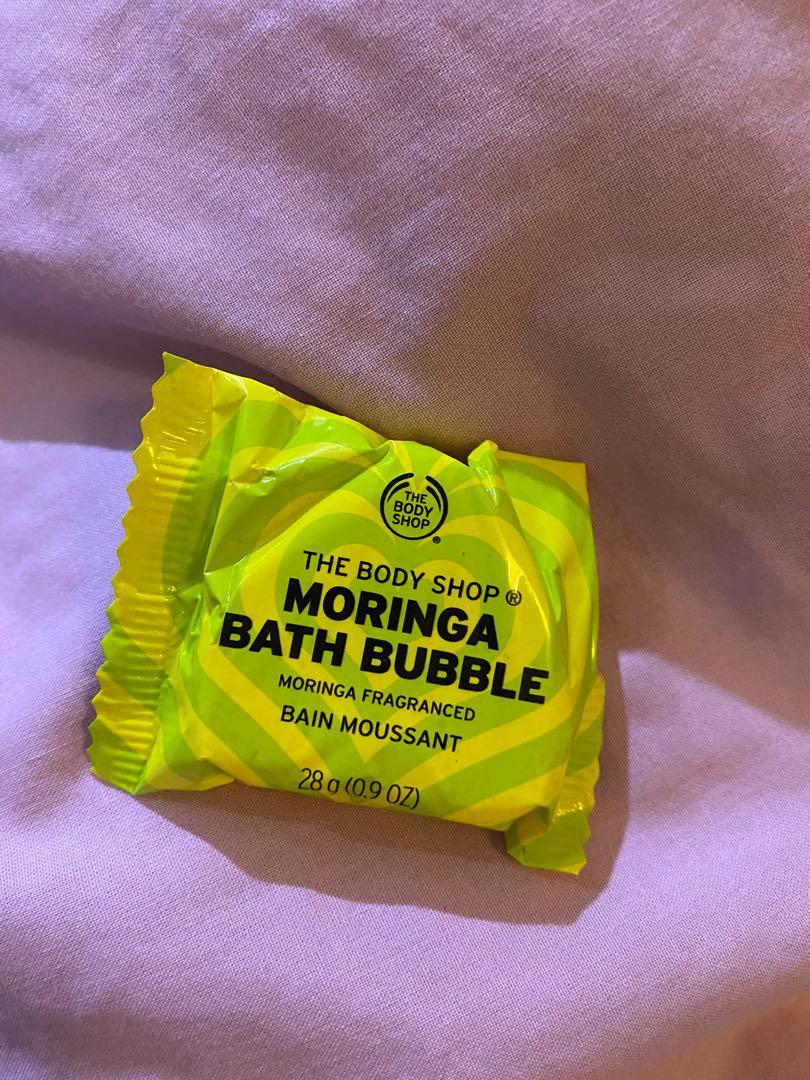 THE
BODY
SHOP®
THE BODY SHOP®
MORINGA
BATH BUBBLE
MORINGA FRAGRANCED
BAIN MOUSSANT
28 g (0.9 OZ)